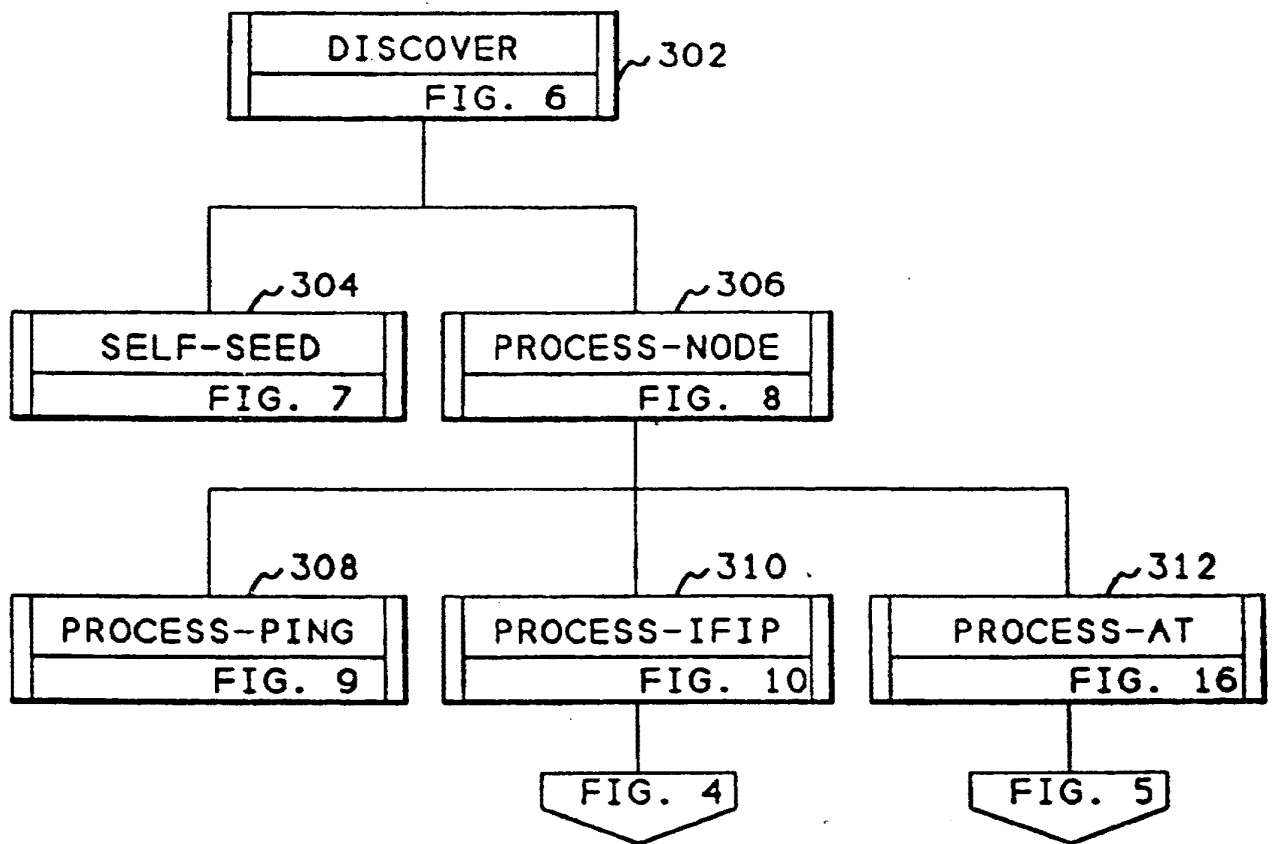 DISCOVER
FIG. 6
302
304
306
SELF-SEED
FIG. 7
PROCESS-NODE
FIG. 8
308
310
312
PROCESS-PING
FIG. 9
PROCESS-IFIP
FIG. 10
PROCESS-AT
FIG. 16
FIG. 4
FIG. 5